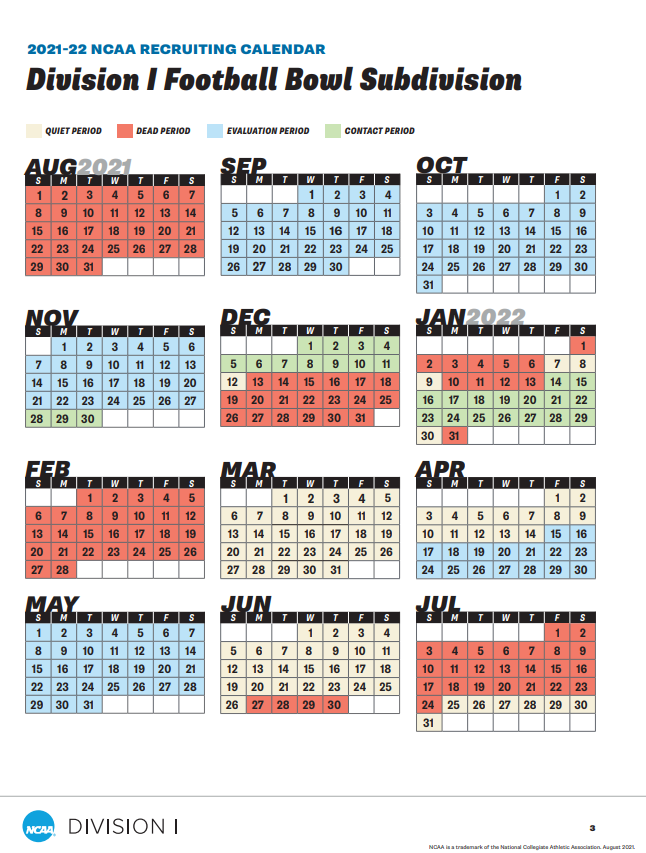 2021-22 NCAA RECRUITING CALENDAR
Division I Football Bowl Subdivision
QUIET PERIOD DEAD PERIOD EVALUATION PERIOD CONTACT PERIOD
AUG2021
S M T W T F S
1 2 3 4 5 6 7
8 9 10 11 12 13 14
15 16 17 18 19 20 21
22 23 24 25 26 27 28
29 30 31
SEP
S M T W T F S
1 2 3 4
5 6 7 8 9 10 11
12 13 14 15 16 17 18
19 20 21 22 23 24 25
26 27 28 29 30
OCT
S M T W T F S
1 2
3 4 5 6 7 8 9
10 11 12 13 14 15 16
17 18 19 20 21 22 23
24 25 26 27 28 29 30
31
NOV
S M T W T F S
1 2 3 4 5 6
7 8 9 10 11 12 13
14 15 16 17 18 19 20
21 22 23 24 25 26 27
28 29 30
DEC
S M T W T F S
1 2 3 4
5 6 7 8 9 10 11
12 13 14 15 16 17 18
19 20 21 22 23 24 25
26 27 28 29 30 31
JAN2022
S M T W T F S
1
2 3 4 5 6 7 8
9 10 11 12 13 14 15
16 17 18 19 20 21 22
23 24 25 26 27 28 29
30 31
FEB
S M T W T F S
1 2 3 4 5
6 7 8 9 10 11 12
13 14 15 16 17 18 19
20 21 22 23 24 25 26
27 28
MAR
S M T W T F S
1 2 3 4 5
6 7 8 9 10 11 12
13 14 15 16 17 18 19
20 21 22 23 24 25 26
27 28 29 30 31
APR
S M T W T F S
1 2
3 4 5 6 7 8 9
10 11 12 13 14 15 16
17 18 19 20 21 22 23
24 25 26 27 28 29 30
MAY
S M T W T F S
1 2 3 4 5 6 7
8 9 10 11 12 13 14
15 16 17 18 19 20 21
22 23 24 25 26 27 28
29 30 31
JUN
S M T W T F S
1 2 3 4
5 6 7 8 9 10 11
12 13 14 15 16 17 18
19 20 21 22 23 24 25
26 27 28 29 30
JUL
S M T W T F S
1 2
3 4 5 6 7 8 9
10 11 12 13 14 15 16
17 18 19 20 21 22 23
24 25 26 27 28 29 30
31
NCAA DIVISION I
3
NCAA is a trademark of the National Collegiate Athletic Association. August 2021.